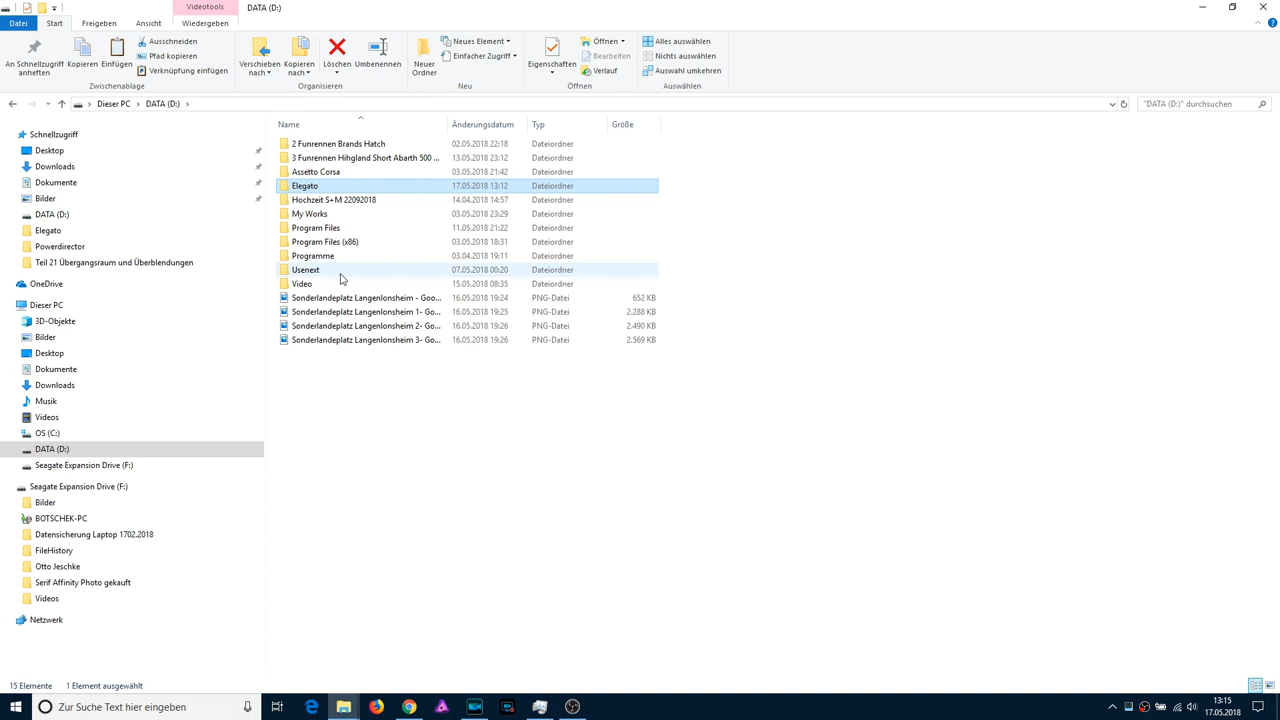 Videotools
DATA (D:)
Datei
Start
Freigeben
Ansicht
Wiedergeben
An Schnellzugriff
anheften
Kopieren
Einfügen
Ausschneiden
Pfad kopieren
Verknüpfung einfügen
Zwischenablage
Verschieben
nach
Kopieren
nach
Löschen
Umbenennen
Organisieren
Neuer
Ordner
Neues Element
Einfacher Zugriff
Neu
Eigenschaften
Öffnen
Bearbeiten
Verlauf
Öffnen
Alles auswählen
Nichts auswählen
Auswahl umkehren
Auswählen
Dieser PC > DATA (D:) >
"DATA (D:)" durchsuchen
Schnellzugriff
Desktop
Downloads
Dokumente
Bilder
DATA (D:)
Elegato
Powerdirector
Teil 21 Übergangsraum und Überblendungen
OneDrive
Dieser PC
3D-Objekte
Bilder
Desktop
Dokumente
Downloads
Musik
Videos
OS (C:)
DATA (D:)
Seagate Expansion Drive (F:)
Seagate Expansion Drive (F:)
Bilder
BOTSCHEK-PC
Datensicherung Laptop 1702.2018
FileHistory
Otto Jeschke
Serif Affinity Photo gekauft
Videos
Netzwerk
Name Änderungsdatum Typ Größe
2 Funrennen Brands Hatch 02.05.2018 22:18 Dateiordner
3 Funrennen Hihgland Short Abarth 500 ... 13.05.2018 23:12 Dateiordner
Assetto Corsa 03.05.2018 21:42 Dateiordner
Elegato 17.05.2018 13:12 Dateiordner
Hochzeit S+M 22092018 14.04.2018 14:57 Dateiordner
My Works 03.05.2018 23:29 Dateiordner
Program Files 11.05.2018 21:22 Dateiordner
Program Files (x86) 03.05.2018 18:31 Dateiordner
Programme 03.04.2018 19:11 Dateiordner
Usenext 07.05.2018 00:20 Dateiordner
Video 15.05.2018 08:35 Dateiordner
Sonderlandeplatz Langenlonsheim - Goo... 16.05.2018 19:24 PNG-Datei 652 KB
Sonderlandeplatz Langenlonsheim 1- Go... 16.05.2018 19:25 PNG-Datei 2.288 KB
Sonderlandeplatz Langenlonsheim 2- Go... 16.05.2018 19:26 PNG-Datei 2.490 KB
Sonderlandeplatz Langenlonsheim 3- Go... 16.05.2018 19:26 PNG-Datei 2.569 KB
15 Elemente 1 Element ausgewählt
Zur Suche Text hier eingeben
13:15
17.05.2018